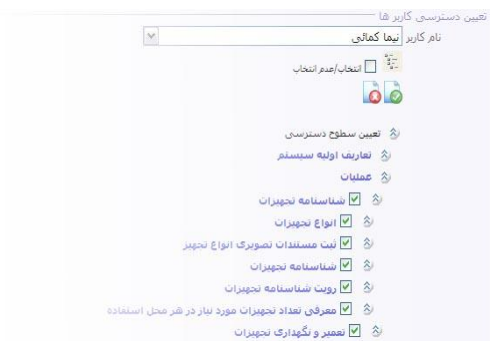 تعیین دسترسی کاربر ها
نام کاربر نیما کمائی
انتخاب/عدم انتخاب
تعیین سطوح دسترسی
تعاریف اولیه سیستم
عملیات
شناسنامه تجهیزات
انواع تجهیزات
ثبت مستندات تصویری انواع تجهیز
شناسنامه تجهیزات
رویت شناسنامه تجهیزات
معرفی تعداد تجهیزات مورد نیاز در هر محل استفاده
تعمیر و نگهداری تجهیزات